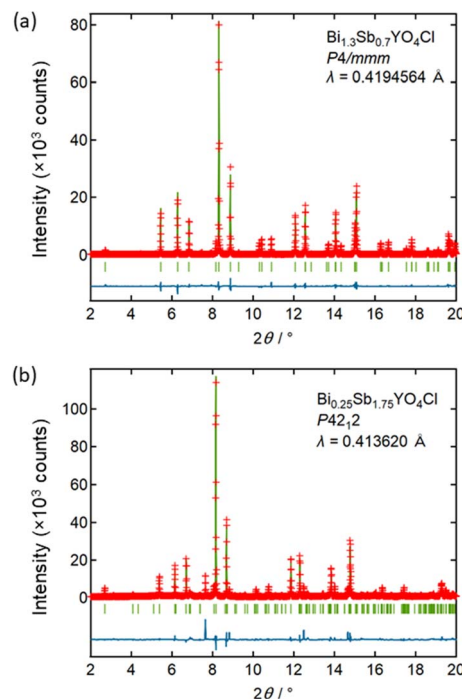 (a)
80
60
40
20
0
Intensity (×10³ counts)
Bi₁.₃Sb₀.₇YO₄Cl
P4/mmm
λ = 0.4194564 Å
2 4 6 8 10 12 14 16 18 20
2θ / °
(b)
100
80
60
40
20
0
Intensity (×10³ counts)
Bi₀.₂₅Sb₁.₇₅YO₄Cl
P42₁2
λ = 0.413620 Å
2 4 6 8 10 12 14 16 18 20
2θ / °